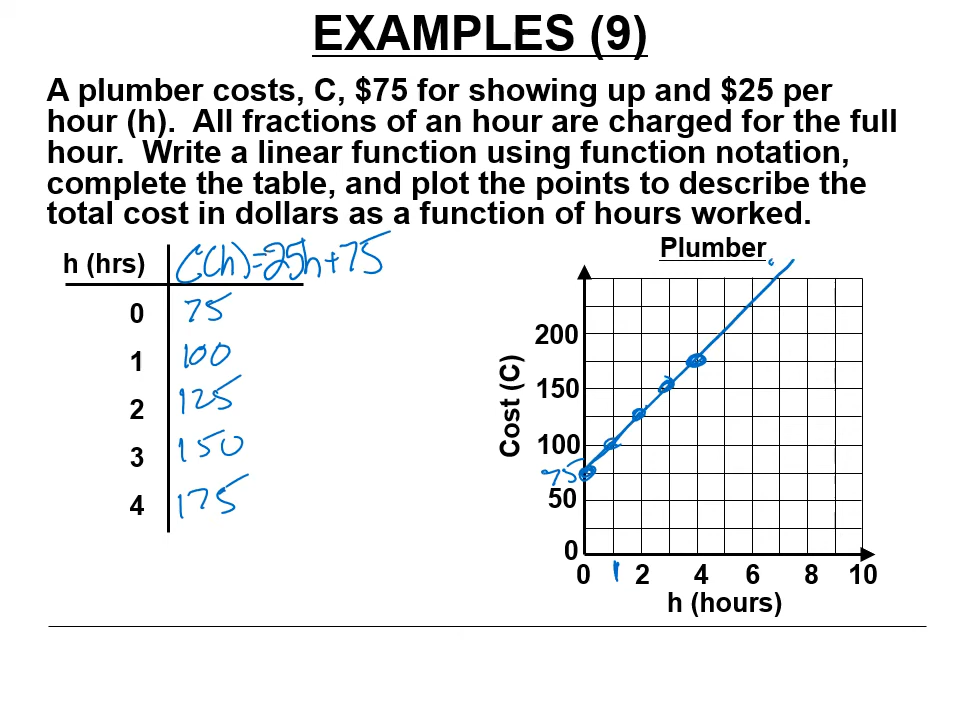 EXAMPLES (9)
A plumber costs, C, $75 for showing up and $25 per
hour (h). All fractions of an hour are charged for the full
hour. Write a linear function using function notation,
complete the table, and plot the points to describe the
total cost in dollars as a function of hours worked.
h (hrs) C(h)=25h+75
0 75
1 100
2 125
3 150
4 175
Plumber
Cost (C)
200
150
100
75
50
0
0 1 2 4 6 8 10
h (hours)